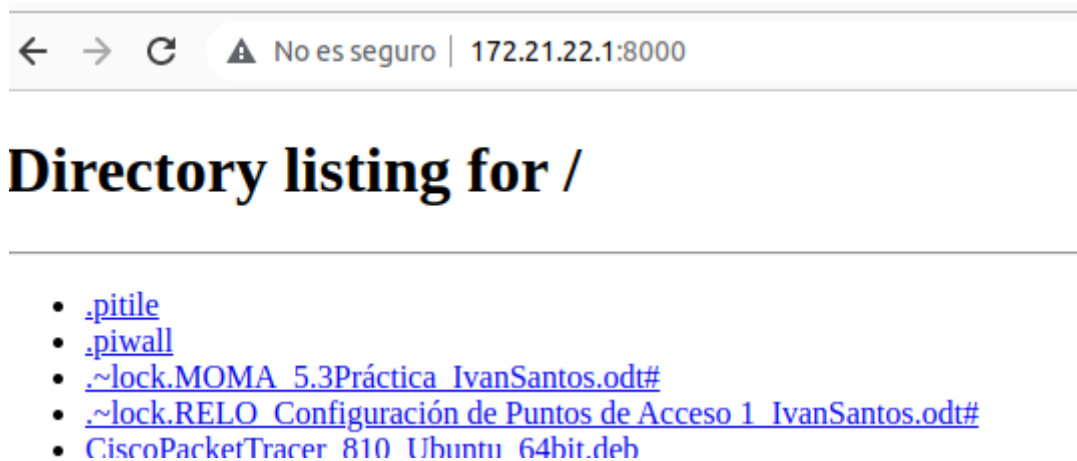 No es seguro | 172.21.22.1:8000
Directory listing for /
.pitile
.piwall
.~lock.MOMA_5.3Práctica_IvanSantos.odt#
.~lock.RELO_Configuración de Puntos de Acceso 1_IvanSantos.odt#
CiscoPacketTracer_810_Ubuntu_64bit.deb